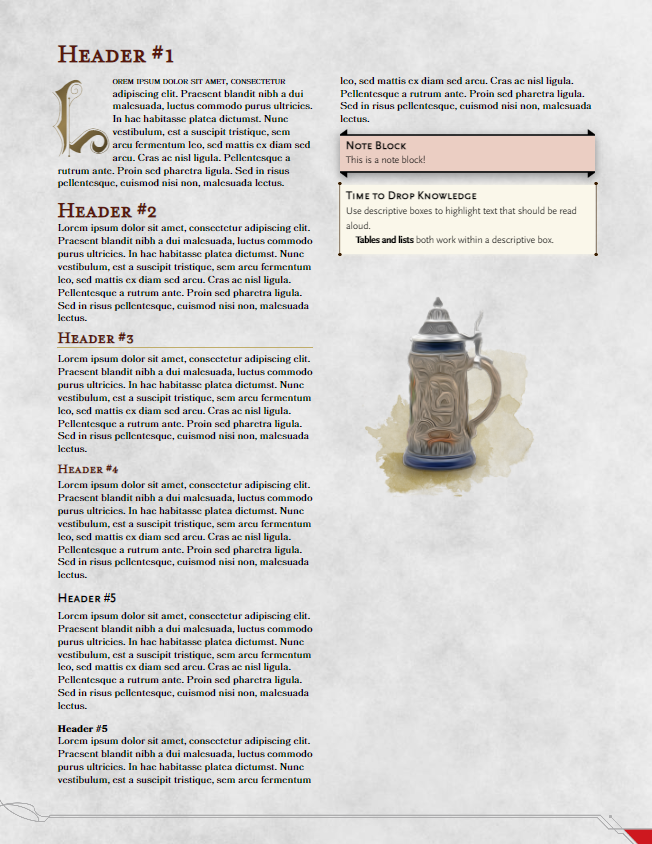 Header #1
Lorem ipsum dolor sit amet, consectetur
adipiscing elit. Praesent blandit nibh a dui
malesuada, luctus commodo purus ultricies.
In hac habitasse platea dictumst. Nunc
vestibulum, est a suscipit tristique, sem
arcu fermentum leo, sed mattis ex diam sed
arcu. Cras ac nisl ligula. Pellentesque a
rutrum ante. Proin sed pharetra ligula. Sed in risus
pellentesque, euismod nisi non, malesuada lectus.
Header #2
Lorem ipsum dolor sit amet, consectetur adipiscing elit.
Praesent blandit nibh a dui malesuada, luctus commodo
purus ultricies. In hac habitasse platea dictumst. Nunc
vestibulum, est a suscipit tristique, sem arcu fermentum
leo, sed mattis ex diam sed arcu. Cras ac nisl ligula.
Pellentesque a rutrum ante. Proin sed pharetra ligula.
Sed in risus pellentesque, euismod nisi non, malesuada
lectus.
Header #3
Lorem ipsum dolor sit amet, consectetur adipiscing elit.
Praesent blandit nibh a dui malesuada, luctus commodo
purus ultricies. In hac habitasse platea dictumst. Nunc
vestibulum, est a suscipit tristique, sem arcu fermentum
leo, sed mattis ex diam sed arcu. Cras ac nisl ligula.
Pellentesque a rutrum ante. Proin sed pharetra ligula.
Sed in risus pellentesque, euismod nisi non, malesuada
lectus.
Header #4
Lorem ipsum dolor sit amet, consectetur adipiscing elit.
Praesent blandit nibh a dui malesuada, luctus commodo
purus ultricies. In hac habitasse platea dictumst. Nunc
vestibulum, est a suscipit tristique, sem arcu fermentum
leo, sed mattis ex diam sed arcu. Cras ac nisl ligula.
Pellentesque a rutrum ante. Proin sed pharetra ligula.
Sed in risus pellentesque, euismod nisi non, malesuada
lectus.
Header #5
Lorem ipsum dolor sit amet, consectetur adipiscing elit.
Praesent blandit nibh a dui malesuada, luctus commodo
purus ultricies. In hac habitasse platea dictumst. Nunc
vestibulum, est a suscipit tristique, sem arcu fermentum
leo, sed mattis ex diam sed arcu. Cras ac nisl ligula.
Pellentesque a rutrum ante. Proin sed pharetra ligula.
Sed in risus pellentesque, euismod nisi non, malesuada
lectus.
Header #5
Lorem ipsum dolor sit amet, consectetur adipiscing elit.
Praesent blandit nibh a dui malesuada, luctus commodo
purus ultricies. In hac habitasse platea dictumst. Nunc
vestibulum, est a suscipit tristique, sem arcu fermentum
leo, sed mattis ex diam sed arcu. Cras ac nisl ligula.
Pellentesque a rutrum ante. Proin sed pharetra ligula.
Sed in risus pellentesque, euismod nisi non, malesuada
lectus.
Note Block
This is a note block!
Time to Drop Knowledge
Use descriptive boxes to highlight text that should be read
aloud.
Tables and lists both work within a descriptive box.